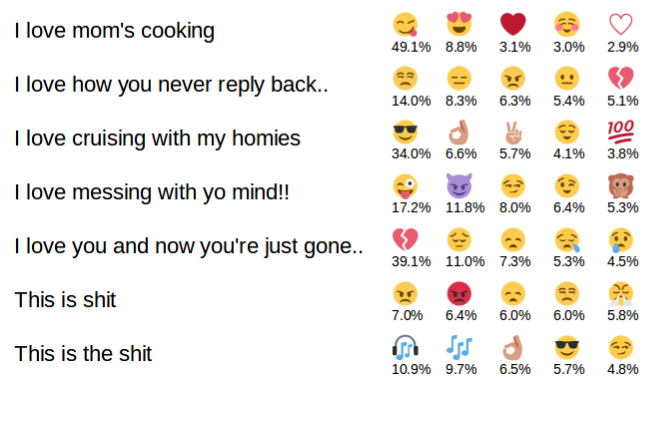 I love mom's cooking
49.1% 8.8% 3.1% 3.0% 2.9%
I love how you never reply back..
14.0% 8.3% 6.3% 5.4% 5.1%
I love cruising with my homies
34.0% 6.6% 5.7% 4.1% 3.8%
I love messing with yo mind!!
17.2% 11.8% 8.0% 6.4% 5.3%
I love you and now you're just gone..
39.1% 11.0% 7.3% 5.3% 4.5%
This is shit
7.0% 6.4% 6.0% 6.0% 5.8%
This is the shit
10.9% 9.7% 6.5% 5.7% 4.8%